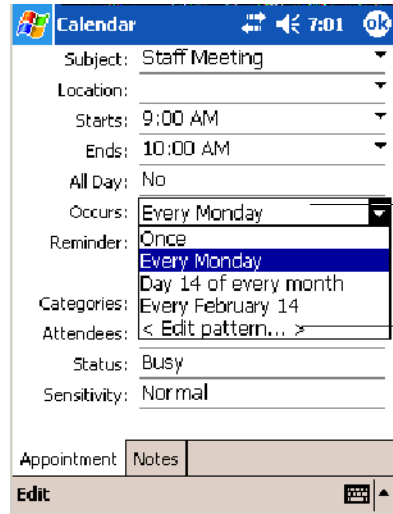 Calendar 7:01 ok
Subject: Staff Meeting
Location:
Starts: 9:00 AM
Ends: 10:00 AM
All Day: No
Occurs: Every Monday
Reminder: Once
Every Monday
Day 14 of every month
Categories: Every February 14
Attendees: < Edit pattern... >
Status: Busy
Sensitivity: Normal
Appointment Notes
Edit